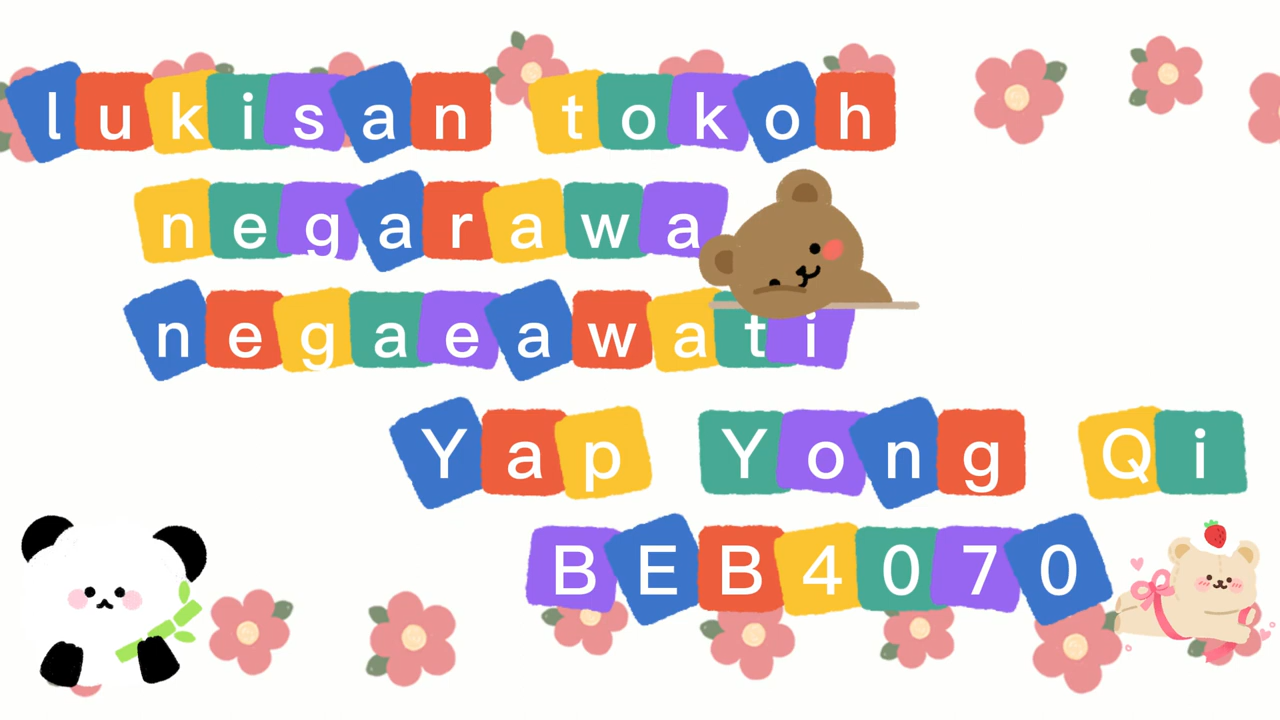 lukisan tokoh
negarawa
negaeawati
Yap Yong Qi
BEB4070